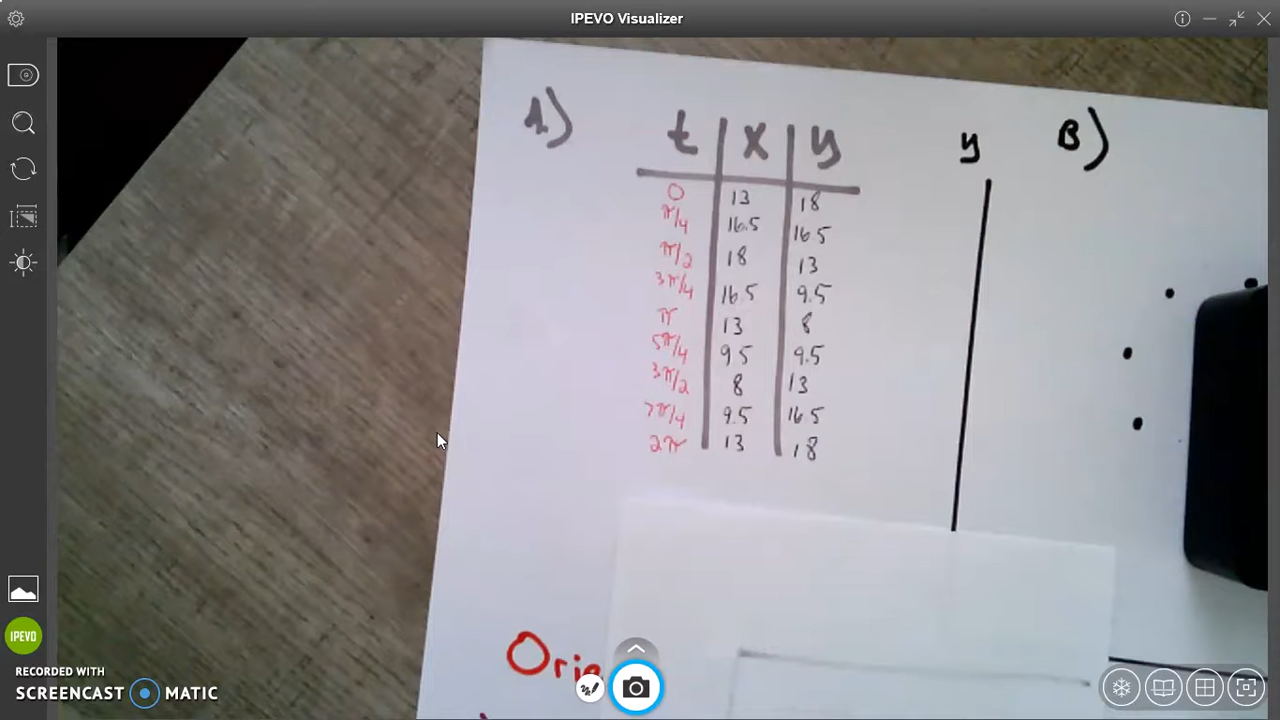 IPEVO Visualizer
A)
t x y
0 13 18
π/4 16.5 16.5
π/2 18 13
3π/4 16.5 9.5
π 13 8
5π/4 9.5 9.5
3π/2 8 13
7π/4 9.5 16.5
2π 13 18
y
B)
Orig
IPEVO
RECORDED WITH
SCREENCAST MATIC